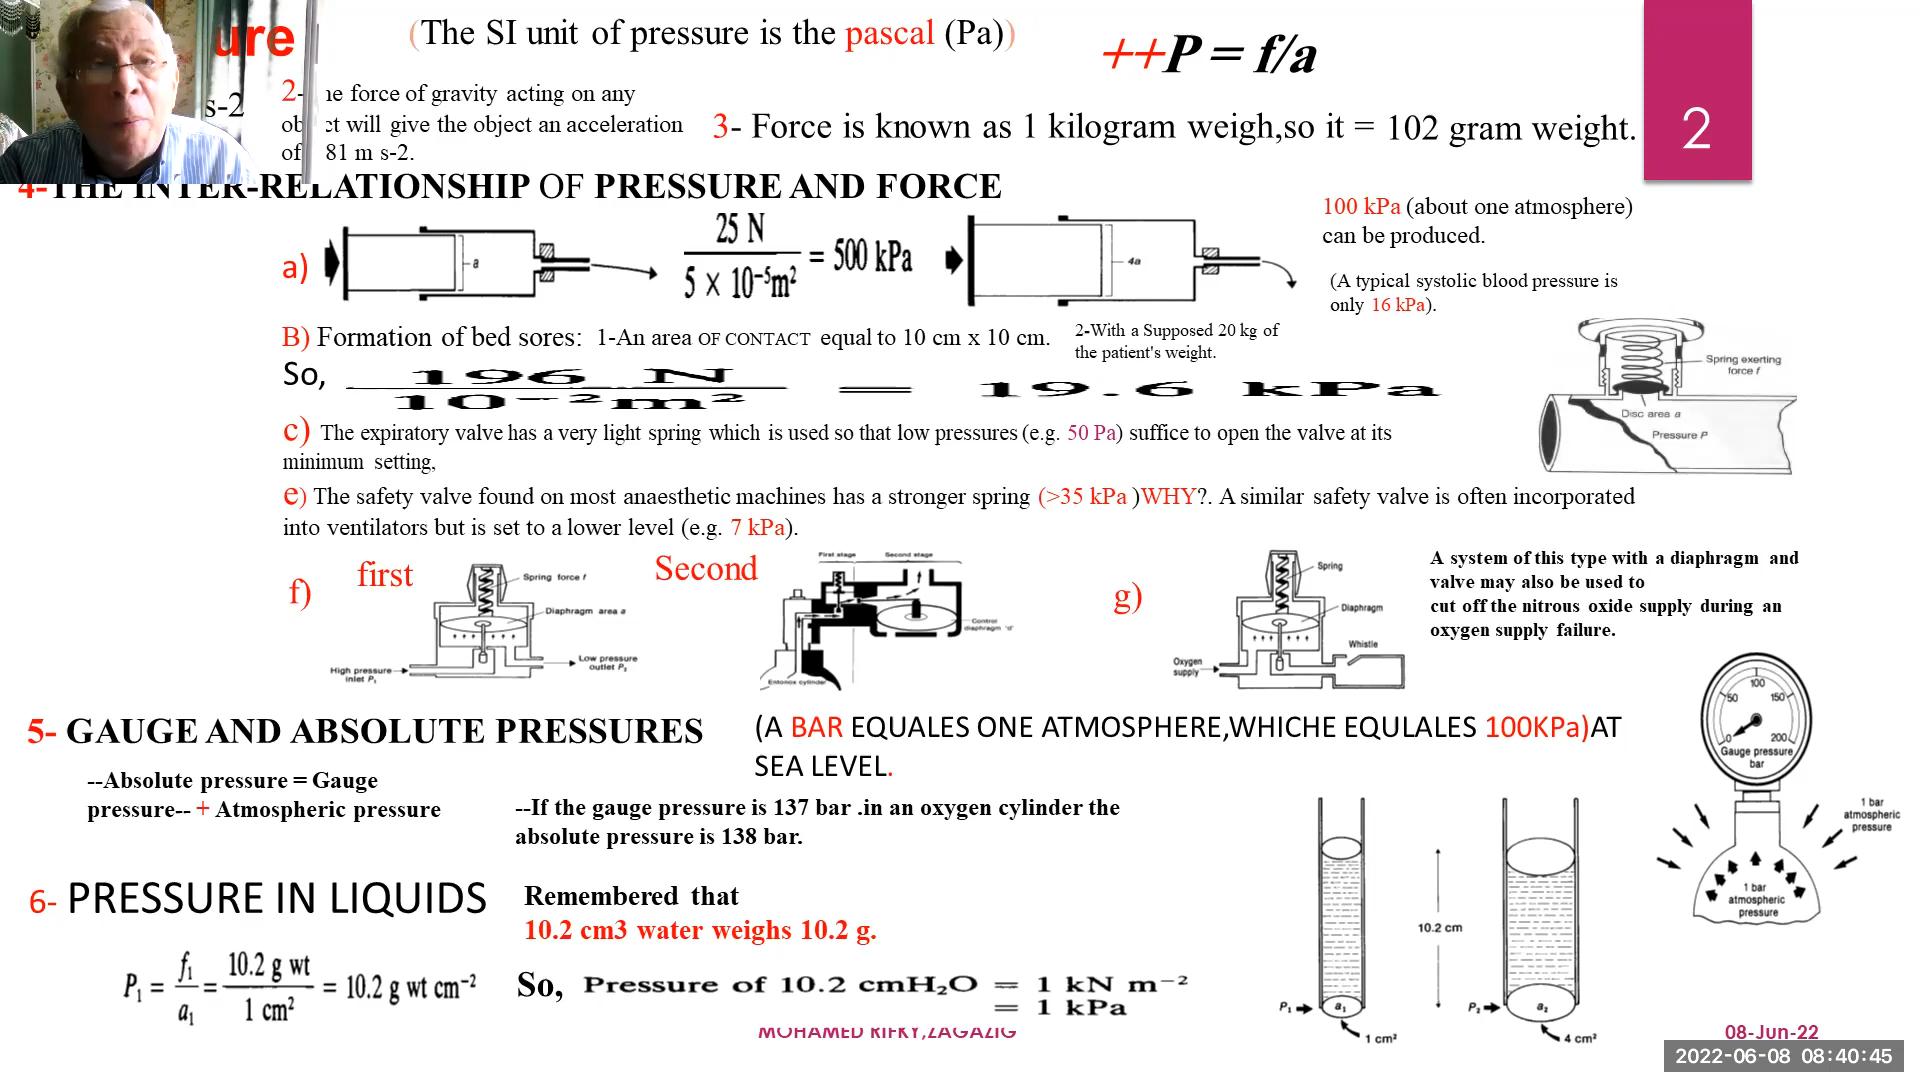 ure
(The SI unit of pressure is the pascal (Pa))
++P = f/a
2
s-2
2- he force of gravity acting on any
ob ct will give the object an acceleration
of 81 m s-2.
3- Force is known as 1 kilogram weigh,so it = 102 gram weight.
4-THE INTER-RELATIONSHIP OF PRESSURE AND FORCE
a)
a
25 N
5 × 10⁻⁵m²
= 500 kPa
4a
100 kPa (about one atmosphere)
can be produced.
(A typical systolic blood pressure is
only 16 kPa).
B) Formation of bed sores: 1-An area OF CONTACT equal to 10 cm x 10 cm.
2-With a Supposed 20 kg of
the patient's weight.
So,
196 N
10⁻²m²
= 19.6 kPa
Spring exerting
force f
Disc area a
Pressure P
c) The expiratory valve has a very light spring which is used so that low pressures (e.g. 50 Pa) suffice to open the valve at its
minimum setting,
e) The safety valve found on most anaesthetic machines has a stronger spring (>35 kPa )WHY?. A similar safety valve is often incorporated
into ventilators but is set to a lower level (e.g. 7 kPa).
f)
first
Spring force f
Diaphragm area a
High pressure
inlet P₁
Low pressure
outlet P₂
Second
First stage
Second stage
Control
diaphragm 'd'
Entonox cylinder
g)
Spring
Diaphragm
Whistle
Oxygen
supply
A system of this type with a diaphragm and
valve may also be used to
cut off the nitrous oxide supply during an
oxygen supply failure.
5- GAUGE AND ABSOLUTE PRESSURES
(A BAR EQUALES ONE ATMOSPHERE,WHICHE EQULALES 100KPa)AT
SEA LEVEL.
--Absolute pressure = Gauge
pressure-- + Atmospheric pressure
--If the gauge pressure is 137 bar .in an oxygen cylinder the
absolute pressure is 138 bar.
0 50 100 150 200
Gauge pressure
bar
1 bar
atmospheric
pressure
1 bar
atmospheric
pressure
6- PRESSURE IN LIQUIDS
Remembered that
10.2 cm3 water weighs 10.2 g.
P₁ = f₁/a₁ = 10.2 g wt/1 cm² = 10.2 g wt cm⁻²
So, Pressure of 10.2 cmH₂O = 1 kN m⁻²
= 1 kPa
10.2 cm
P₁
a₁
1 cm²
P₂
a₂
4 cm²
MOHAMED RIFKY,ZAGAZIG
08-Jun-22
2022-06-08 08:40:45